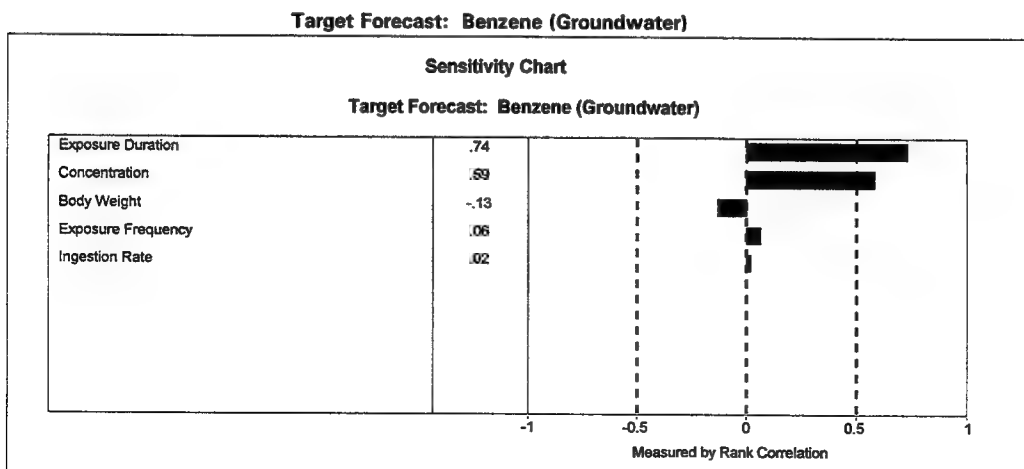 Target Forecast: Benzene (Groundwater)
Sensitivity Chart
Target Forecast: Benzene (Groundwater)
Exposure Duration .74
Concentration .59
Body Weight -.13
Exposure Frequency .06
Ingestion Rate .02
-1 -0.5 0 0.5 1
Measured by Rank Correlation